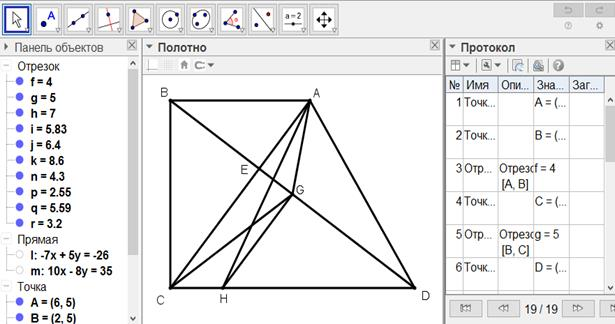 a=2
Панель объектов
Отрезок
f = 4
g = 5
h = 7
i = 5.83
j = 6.4
k = 8.6
n = 4.3
p = 2.55
q = 5.59
r = 3.2
Прямая
l: -7x + 5y = -26
m: 10x - 8y = 35
Точка
A = (6, 5)
B = (2, 5)
Полотно
B
A
E
G
C
H
D
Протокол
№ Имя Опи... Зна... Заг...
1 Точк... A = (...
2 Точк... B = (...
3 Отр... Отрезок f = 4
[A, B]
4 Точк... C = (...
5 Отр... Отрезок g = 5
[B, C]
6 Точк... D = (...
19 / 19